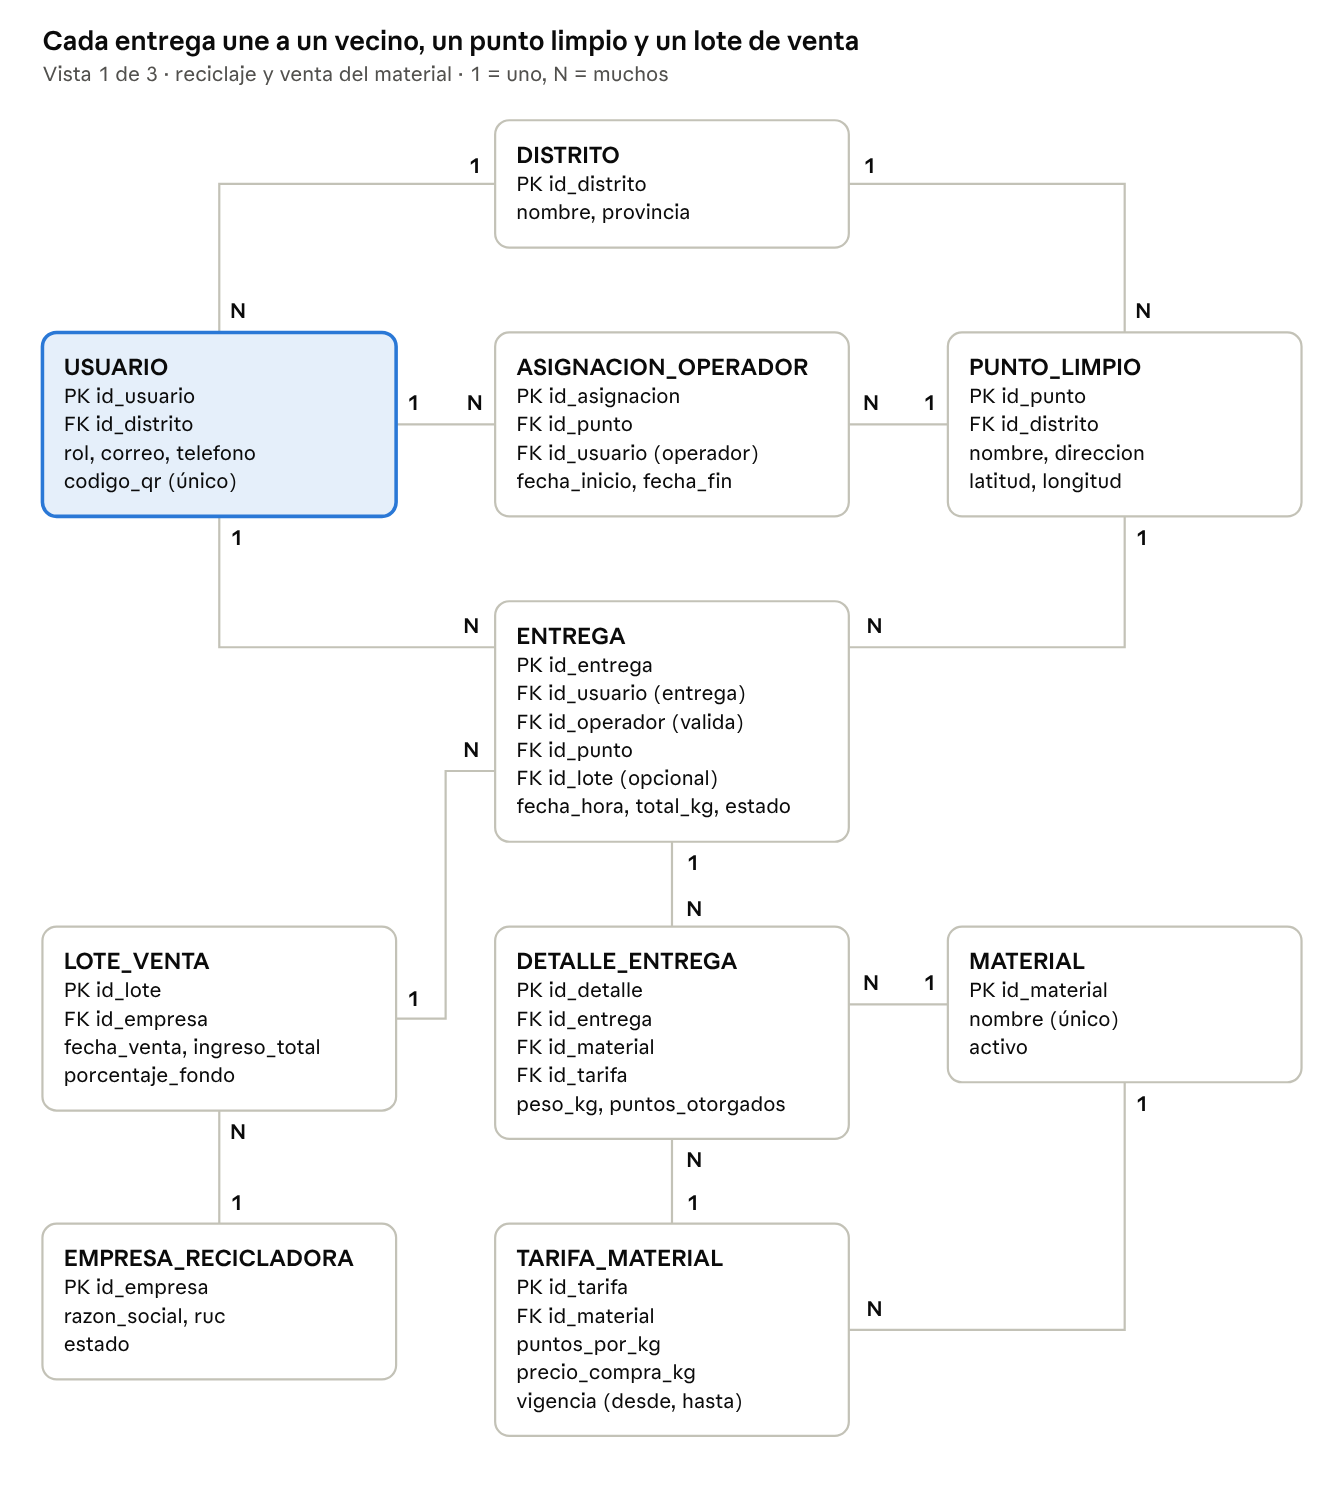 Cada entrega une a un vecino, un punto limpio y un lote de venta
Vista 1 de 3 · reciclaje y venta del material · 1 = uno, N = muchos
1
DISTRITO
PK id_distrito
nombre, provincia
1
N
N
USUARIO
PK id_usuario
FK id_distrito
rol, correo, telefono
codigo_qr (único)
1
N
ASIGNACION_OPERADOR
PK id_asignacion
FK id_punto
FK id_usuario (operador)
fecha_inicio, fecha_fin
N
1
PUNTO_LIMPIO
PK id_punto
FK id_distrito
nombre, direccion
latitud, longitud
1
1
N
N
ENTREGA
PK id_entrega
FK id_usuario (entrega)
FK id_operador (valida)
FK id_punto
FK id_lote (opcional)
fecha_hora, total_kg, estado
N
1
N
LOTE_VENTA
PK id_lote
FK id_empresa
fecha_venta, ingreso_total
porcentaje_fondo
1
DETALLE_ENTREGA
PK id_detalle
FK id_entrega
FK id_material
FK id_tarifa
peso_kg, puntos_otorgados
N
1
MATERIAL
PK id_material
nombre (único)
activo
1
N
1
N
1
EMPRESA_RECICLADORA
PK id_empresa
razon_social, ruc
estado
TARIFA_MATERIAL
PK id_tarifa
FK id_material
puntos_por_kg
precio_compra_kg
vigencia (desde, hasta)
N